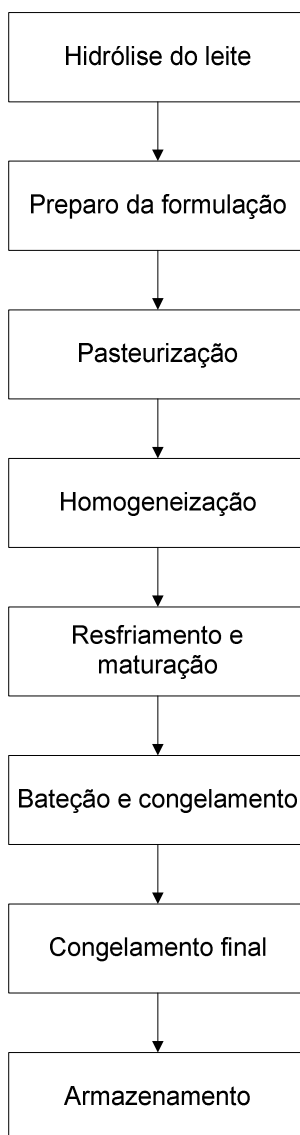 Hidrólise do leite
Preparo da formulação
Pasteurização
Homogeneização
Resfriamento e
maturação
Bateção e congelamento
Congelamento final
Armazenamento